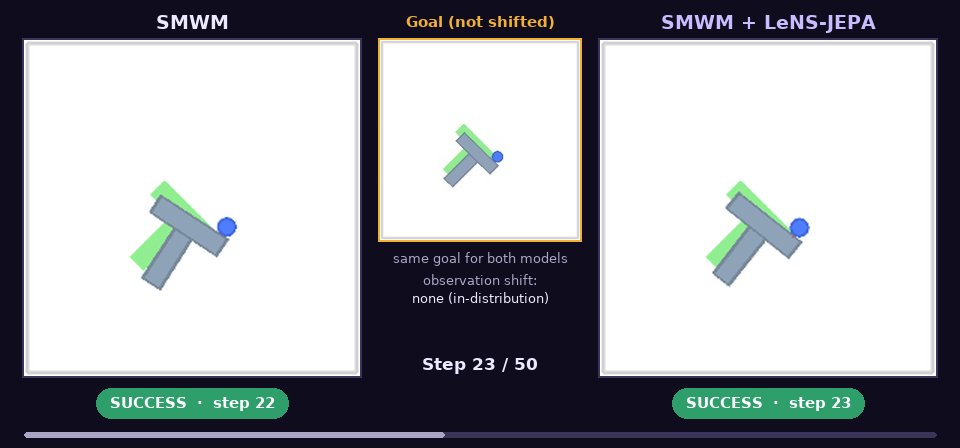 SMWM
Goal (not shifted)
SMWM + LeNS-JEPA
same goal for both models
observation shift:
none (in-distribution)
Step 23 / 50
SUCCESS · step 22
SUCCESS · step 23